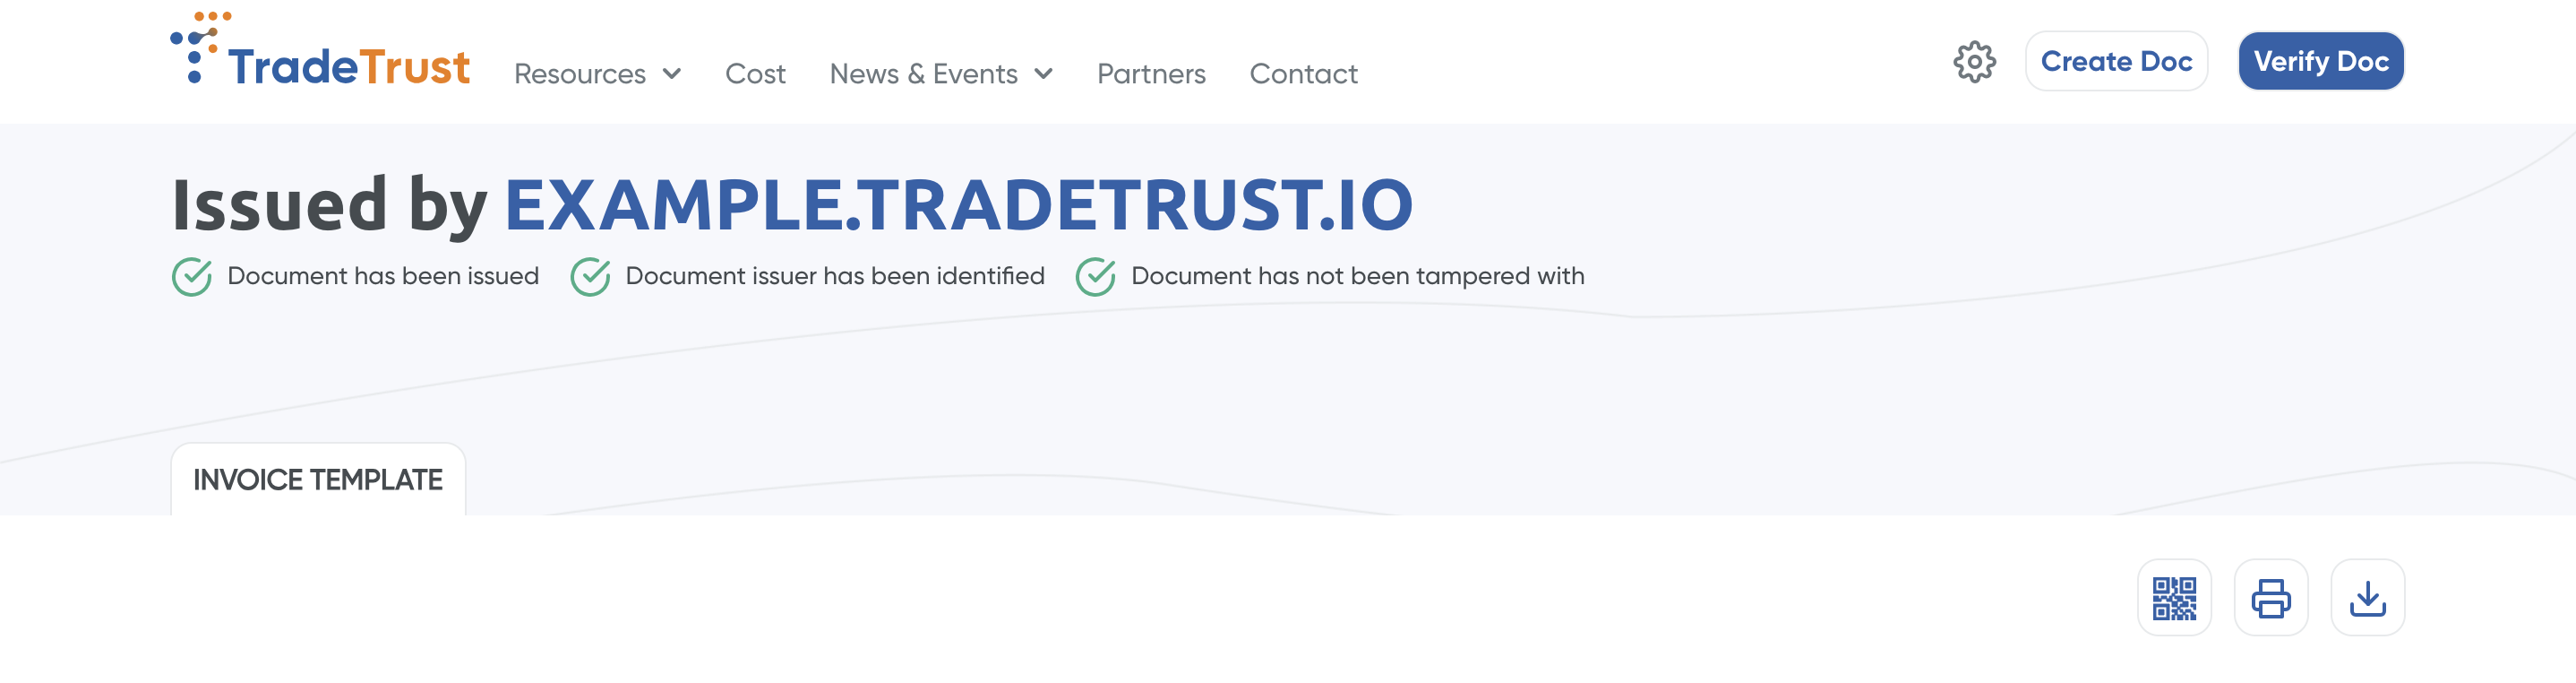 TradeTrust
Resources
Cost
News & Events
Partners
Contact
Create Doc
Verify Doc
Issued by EXAMPLE.TRADETRUST.IO
Document has been issued
Document issuer has been identified
Document has not been tampered with
INVOICE TEMPLATE